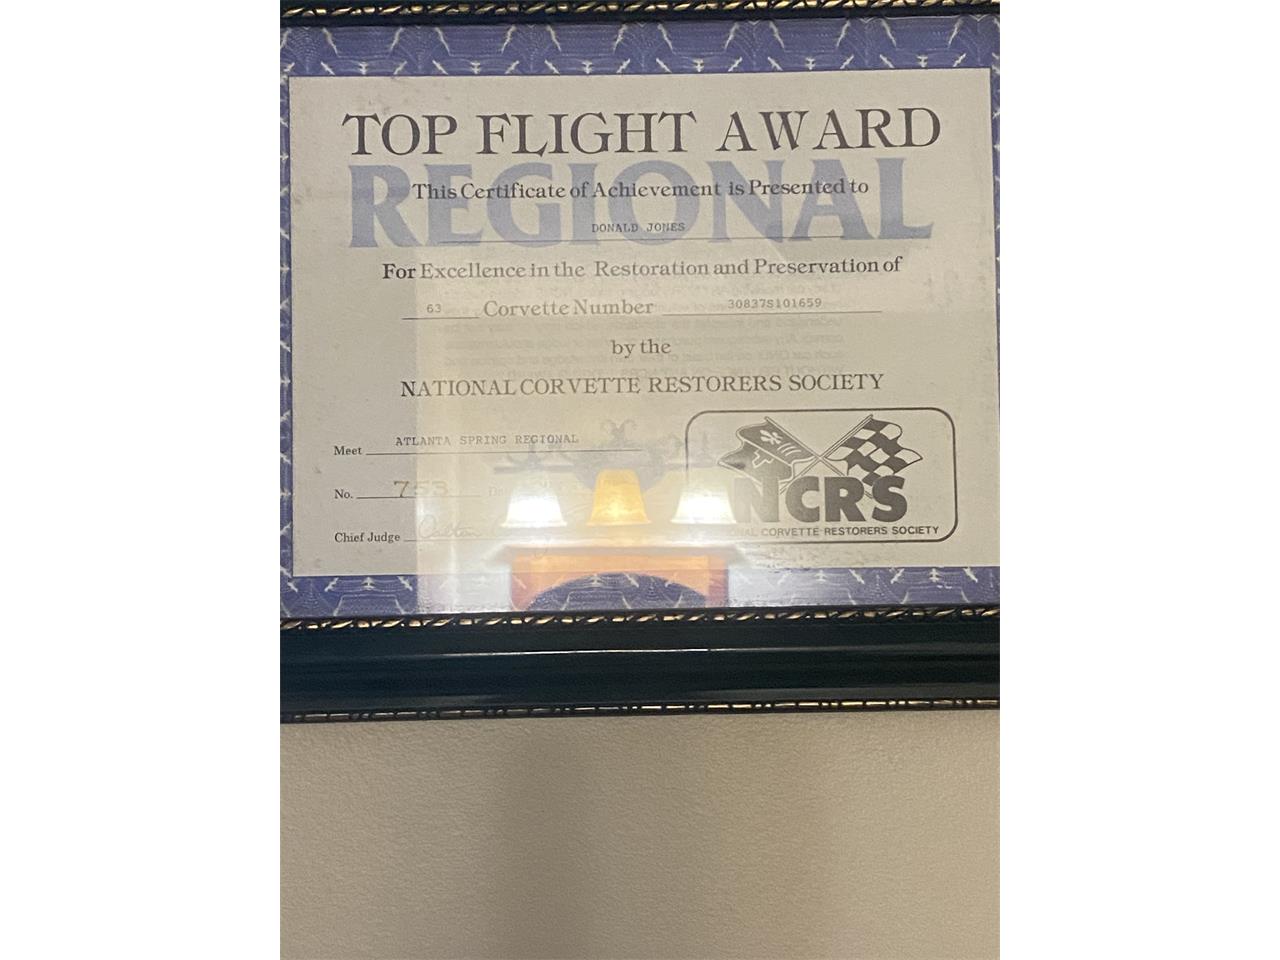 TOP FLIGHT AWARD
REGIONAL
This Certificate of Achievement is Presented to
DONALD JONES
For Excellence in the Restoration and Preservation of
63 Corvette Number 30837S101659
by the
NATIONAL CORVETTE RESTORERS SOCIETY
Meet ATLANTA SPRING REGIONAL
No. 753
Chief Judge
NCRS
CORVETTE RESTORERS SOCIETY